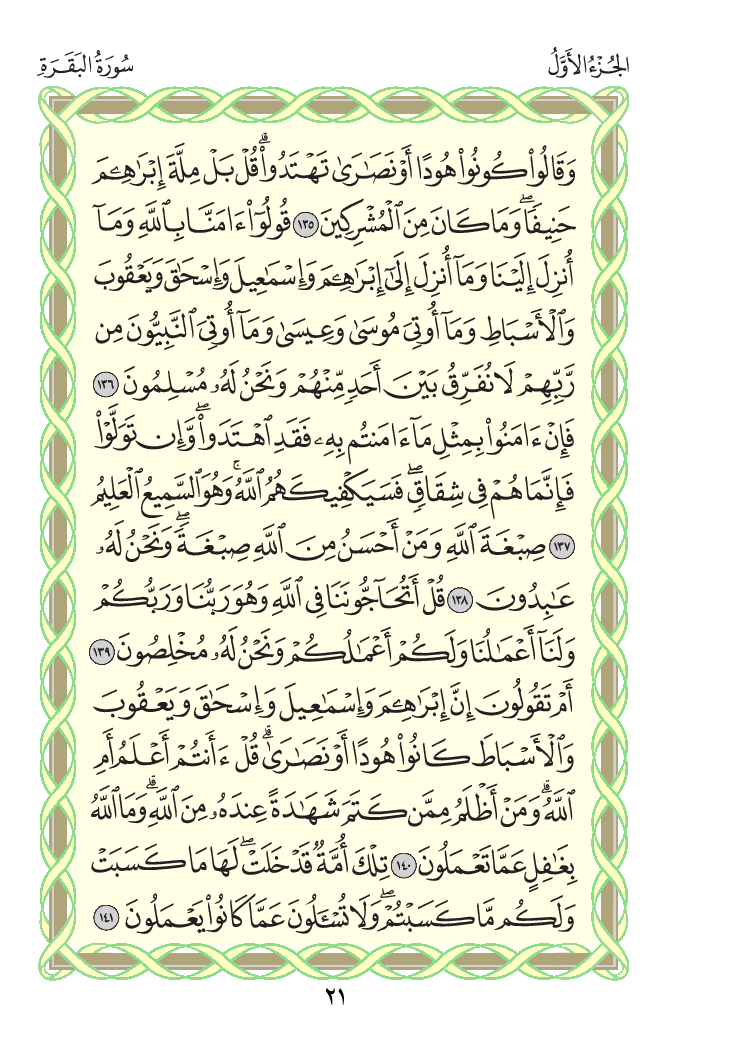 الجُزْءُ الأَوَّلُ
سُورَةُ البَقَرَةِ
وَقَالُوا۟ كُونُوا۟ هُودًا أَوْ نَصَٰرَىٰ تَهْتَدُوا۟ ۗ قُلْ بَلْ مِلَّةَ إِبْرَٰهِـۧمَ
حَنِيفًا ۖ وَمَا كَانَ مِنَ ٱلْمُشْرِكِينَ ١٣٥ قُولُوٓا۟ ءَامَنَّا بِٱللَّهِ وَمَآ
أُنزِلَ إِلَيْنَا وَمَآ أُنزِلَ إِلَىٰٓ إِبْرَٰهِـۧمَ وَإِسْمَٰعِيلَ وَإِسْحَٰقَ وَيَعْقُوبَ
وَٱلْأَسْبَاطِ وَمَآ أُوتِىَ مُوسَىٰ وَعِيسَىٰ وَمَآ أُوتِىَ ٱلنَّبِيُّونَ مِن
رَّبِّهِمْ لَا نُفَرِّقُ بَيْنَ أَحَدٍ مِّنْهُمْ وَنَحْنُ لَهُۥ مُسْلِمُونَ ١٣٦
فَإِنْ ءَامَنُوا۟ بِمِثْلِ مَآ ءَامَنتُم بِهِۦ فَقَدِ ٱهْتَدَوا۟ ۖ وَّإِن تَوَلَّوْا۟
فَإِنَّمَا هُمْ فِى شِقَاقٍ ۖ فَسَيَكْفِيكَهُمُ ٱللَّهُ ۚ وَهُوَ ٱلسَّمِيعُ ٱلْعَلِيمُ
١٣٧ صِبْغَةَ ٱللَّهِ وَمَنْ أَحْسَنُ مِنَ ٱللَّهِ صِبْغَةً ۖ وَنَحْنُ لَهُۥ
عَٰبِدُونَ ١٣٨ قُلْ أَتُحَآجُّونَنَا فِى ٱللَّهِ وَهُوَ رَبُّنَا وَرَبُّكُمْ
وَلَنَآ أَعْمَٰلُنَا وَلَكُمْ أَعْمَٰلُكُمْ وَنَحْنُ لَهُۥ مُخْلِصُونَ ١٣٩
أَمْ تَقُولُونَ إِنَّ إِبْرَٰهِـۧمَ وَإِسْمَٰعِيلَ وَإِسْحَٰقَ وَيَعْقُوبَ
وَٱلْأَسْبَاطَ كَانُوا۟ هُودًا أَوْ نَصَٰرَىٰ ۗ قُلْ ءَأَنتُمْ أَعْلَمُ أَمِ
ٱللَّهُ ۗ وَمَنْ أَظْلَمُ مِمَّن كَتَمَ شَهَٰدَةً عِندَهُۥ مِنَ ٱللَّهِ ۗ وَمَا ٱللَّهُ
بِغَٰفِلٍ عَمَّا تَعْمَلُونَ ١٤٠ تِلْكَ أُمَّةٌ قَدْ خَلَتْ ۖ لَهَا مَا كَسَبَتْ
وَلَكُم مَّا كَسَبْتُمْ ۖ وَلَا تُسْـَٔلُونَ عَمَّا كَانُوا۟ يَعْمَلُونَ ١٤١
٢١